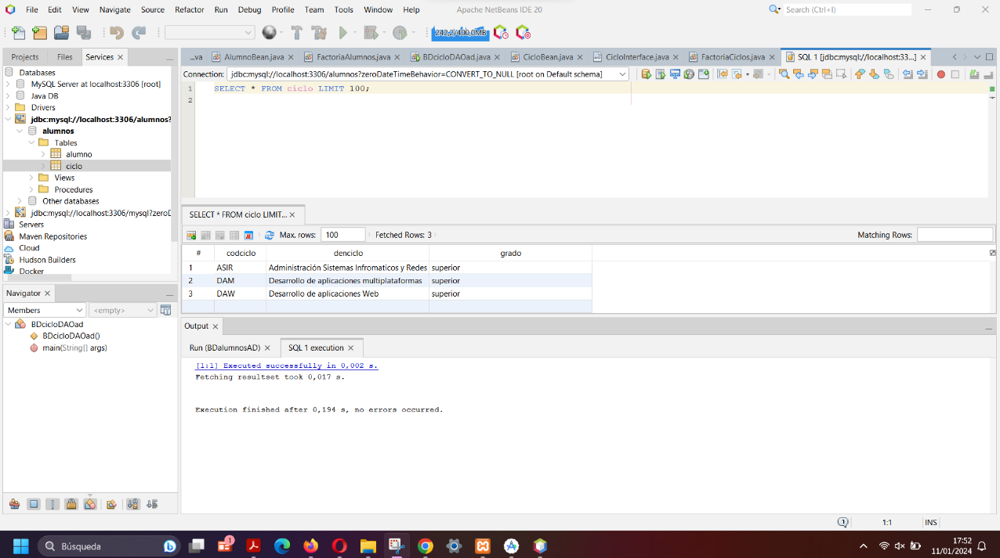 File Edit View Navigate Source Refactor Run Debug Profile Team Tools Window Help Apache NetBeans IDE 20 Search (Ctrl+I)
242,2/400,0MB
Projects Files Services
...va AlumnoBean.java FactoriaAlumnos.java BDcicloDAOad.java CicloBean.java CicloInterface.java FactoriaCiclos.java SQL 1 [jdbc:mysql://localhost:33...]
Connection: jdbc:mysql://localhost:3306/alumnos?zeroDateTimeBehavior=CONVERT_TO_NULL [root on Default schema]
1 SELECT * FROM ciclo LIMIT 100;
2
Databases
MySQL Server at localhost:3306 [root]
Java DB
Drivers
jdbc:mysql://localhost:3306/alumnos?
alumnos
Tables
alumno
ciclo
Views
Procedures
Other databases
jdbc:mysql://localhost:3306/mysql?zeroD
Servers
Maven Repositories
Cloud
Hudson Builders
Docker
SELECT * FROM ciclo LIMIT...
Max. rows: 100 Fetched Rows: 3 Matching Rows:
# codciclo denciclo grado
1 ASIR Administración Sistemas Infromaticos y Redes superior
2 DAM Desarrollo de aplicaciones multiplataformas superior
3 DAW Desarrollo de aplicaciones Web superior
Navigator
Members <empty>
BDcicloDAOad
BDcicloDAOad()
main(String[] args)
Output
Run (BDalumnosAD) SQL 1 execution
[1:1] Executed successfully in 0,002 s.
Fetching resultset took 0,017 s.
Execution finished after 0,194 s, no errors occurred.
1 1:1 INS
Búsqueda
1
17:52
11/01/2024